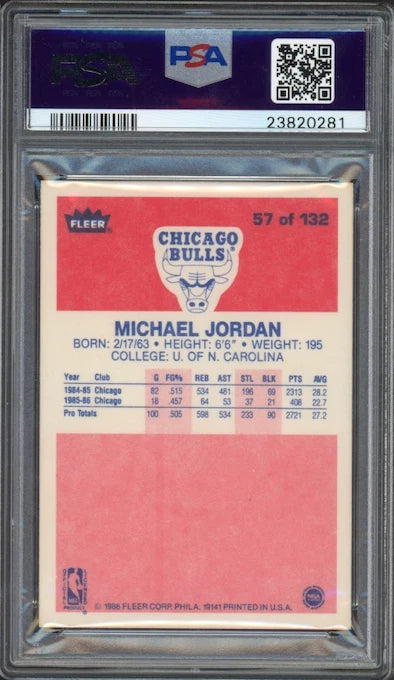 PSA
PSA
23820281
FLEER
57 of 132
CHICAGO
BULLS
MICHAEL JORDAN
BORN: 2/17/63 • HEIGHT: 6'6" • WEIGHT: 195
COLLEGE: U. OF N. CAROLINA
Year Club G FG% REB AST STL BLK PTS AVG
1984-85 Chicago 82 .515 534 481 196 69 2313 28.2
1985-86 Chicago 18 .457 64 53 37 21 408 22.7
Pro Totals 100 .505 598 534 233 90 2721 27.2
NBA
© 1986 FLEER CORP. PHILA. 19141 PRINTED IN U.S.A.